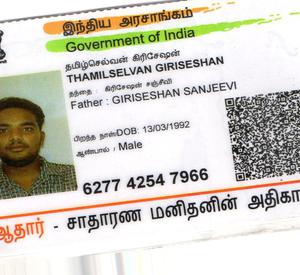 இந்திய அரசாங்கம்
Government of India
தமிழ்செல்வன் கிரிசேஷன்
THAMILSELVAN GIRISESHAN
தந்தை : கிரிசேஷன் சஞ்சீவி
Father : GIRISESHAN SANJEEVI
பிறந்த நாள்/DOB: 13/03/1992
ஆண்பால் / Male
6277 4254 7966
ஆதார் - சாதாரண மனிதனின் அதிகா